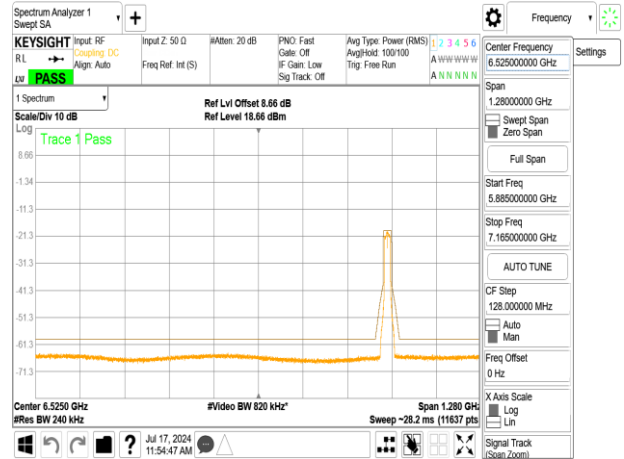 Spectrum Analyzer 1
Swept SA
Frequency
KEYSIGHT
RL
LXI
PASS
Input: RF
Coupling: DC
Align: Auto
Input Z: 50 Ω
Freq Ref: Int (S)
#Atten: 20 dB
PNO: Fast
Gate: Off
IF Gain: Low
Sig Track: Off
Avg Type: Power (RMS)
Avg|Hold: 100/100
Trig: Free Run
1 2 3 4 5 6
A W W W W W
A N N N N N
Settings
1 Spectrum
Scale/Div 10 dB
Ref Lvl Offset 8.66 dB
Ref Level 18.66 dBm
Log
Trace 1 Pass
8.66
-1.34
-11.3
-21.3
-31.3
-41.3
-51.3
-61.3
-71.3
Center 6.5250 GHz
#Res BW 240 kHz
#Video BW 820 kHz*
Span 1.280 GHz
Sweep ~28.2 ms (11637 pts
Jul 17, 2024
11:54:47 AM
Center Frequency
6.525000000 GHz
Span
1.28000000 GHz
Swept Span
Zero Span
Full Span
Start Freq
5.885000000 GHz
Stop Freq
7.165000000 GHz
AUTO TUNE
CF Step
128.000000 MHz
Auto
Man
Freq Offset
0 Hz
X Axis Scale
Log
Lin
Signal Track
(Span Zoom)